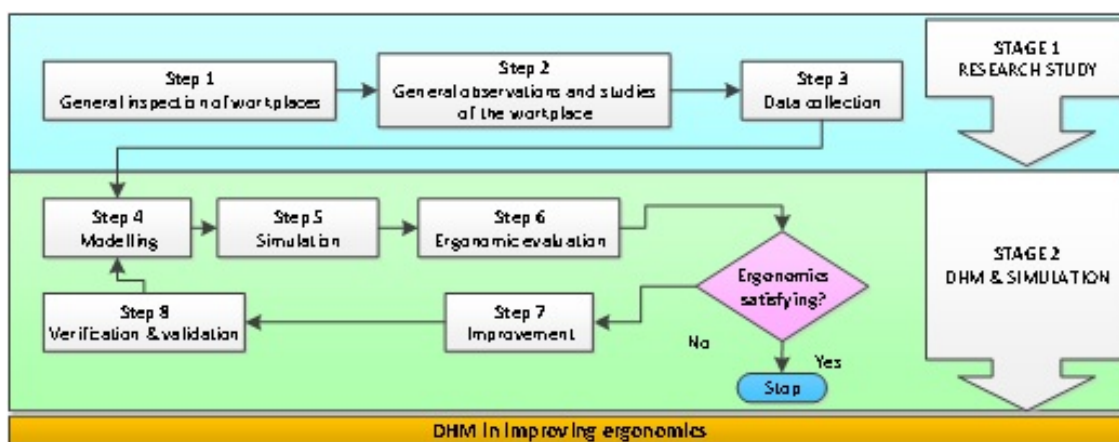 Step 1
General inspection of workplaces
Step 2
General observations and studies
of the workplace
Step 3
Data collection
STAGE 1
RESEARCH STUDY
Step 4
Modelling
Step 5
Simulation
Step 6
Ergonomic evaluation
Ergonomics
satisfying?
STAGE 2
DHM & SIMULATION
Step 8
Verification & validation
Step 7
Improvement
No
Yes
Stop
DHM in improving ergonomics